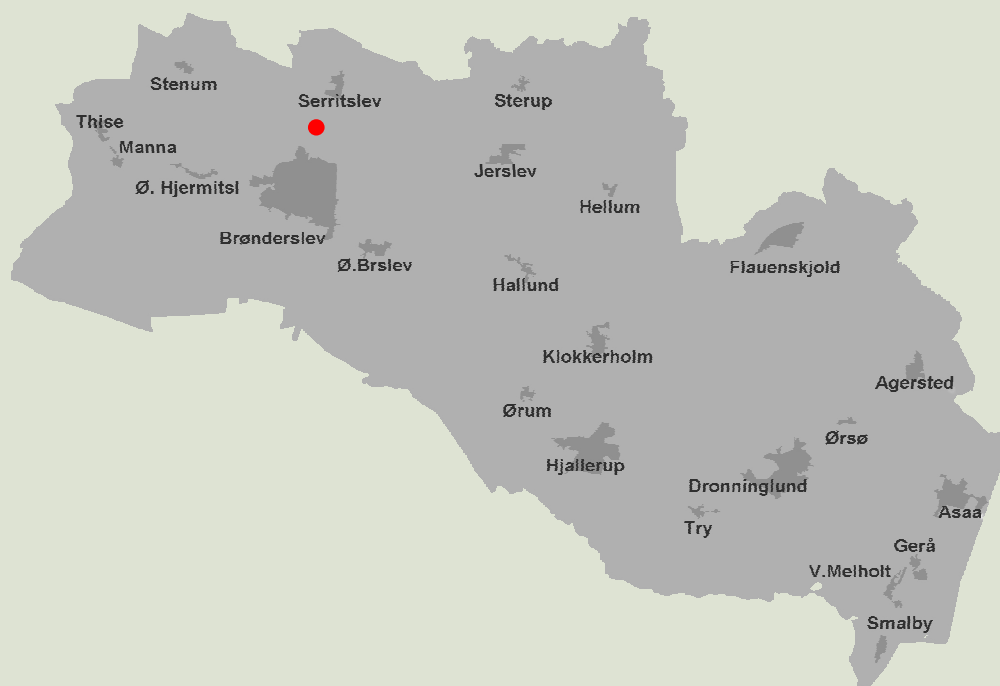 Stenum
Serritslev
Sterup
Thise
Manna
Jerslev
Ø. Hjermitsl
Hellum
Brønderslev
Ø.Brslev
Flauenskjold
Hallund
Klokkerholm
Agersted
Ørum
Ørsø
Hjallerup
Dronninglund
Asaa
Try
Gerå
V.Melholt
Smalby